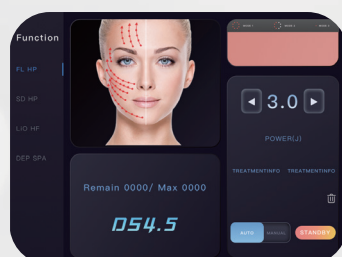 Function
FL HP
SD HP
LIO HF
DEP SPA
Remain 0000/ Max 0000
DS4.5
3.0
POWER(J)
TREATMENTINFO TREATMENTINFO
AUTO MANUAL
STANDBY